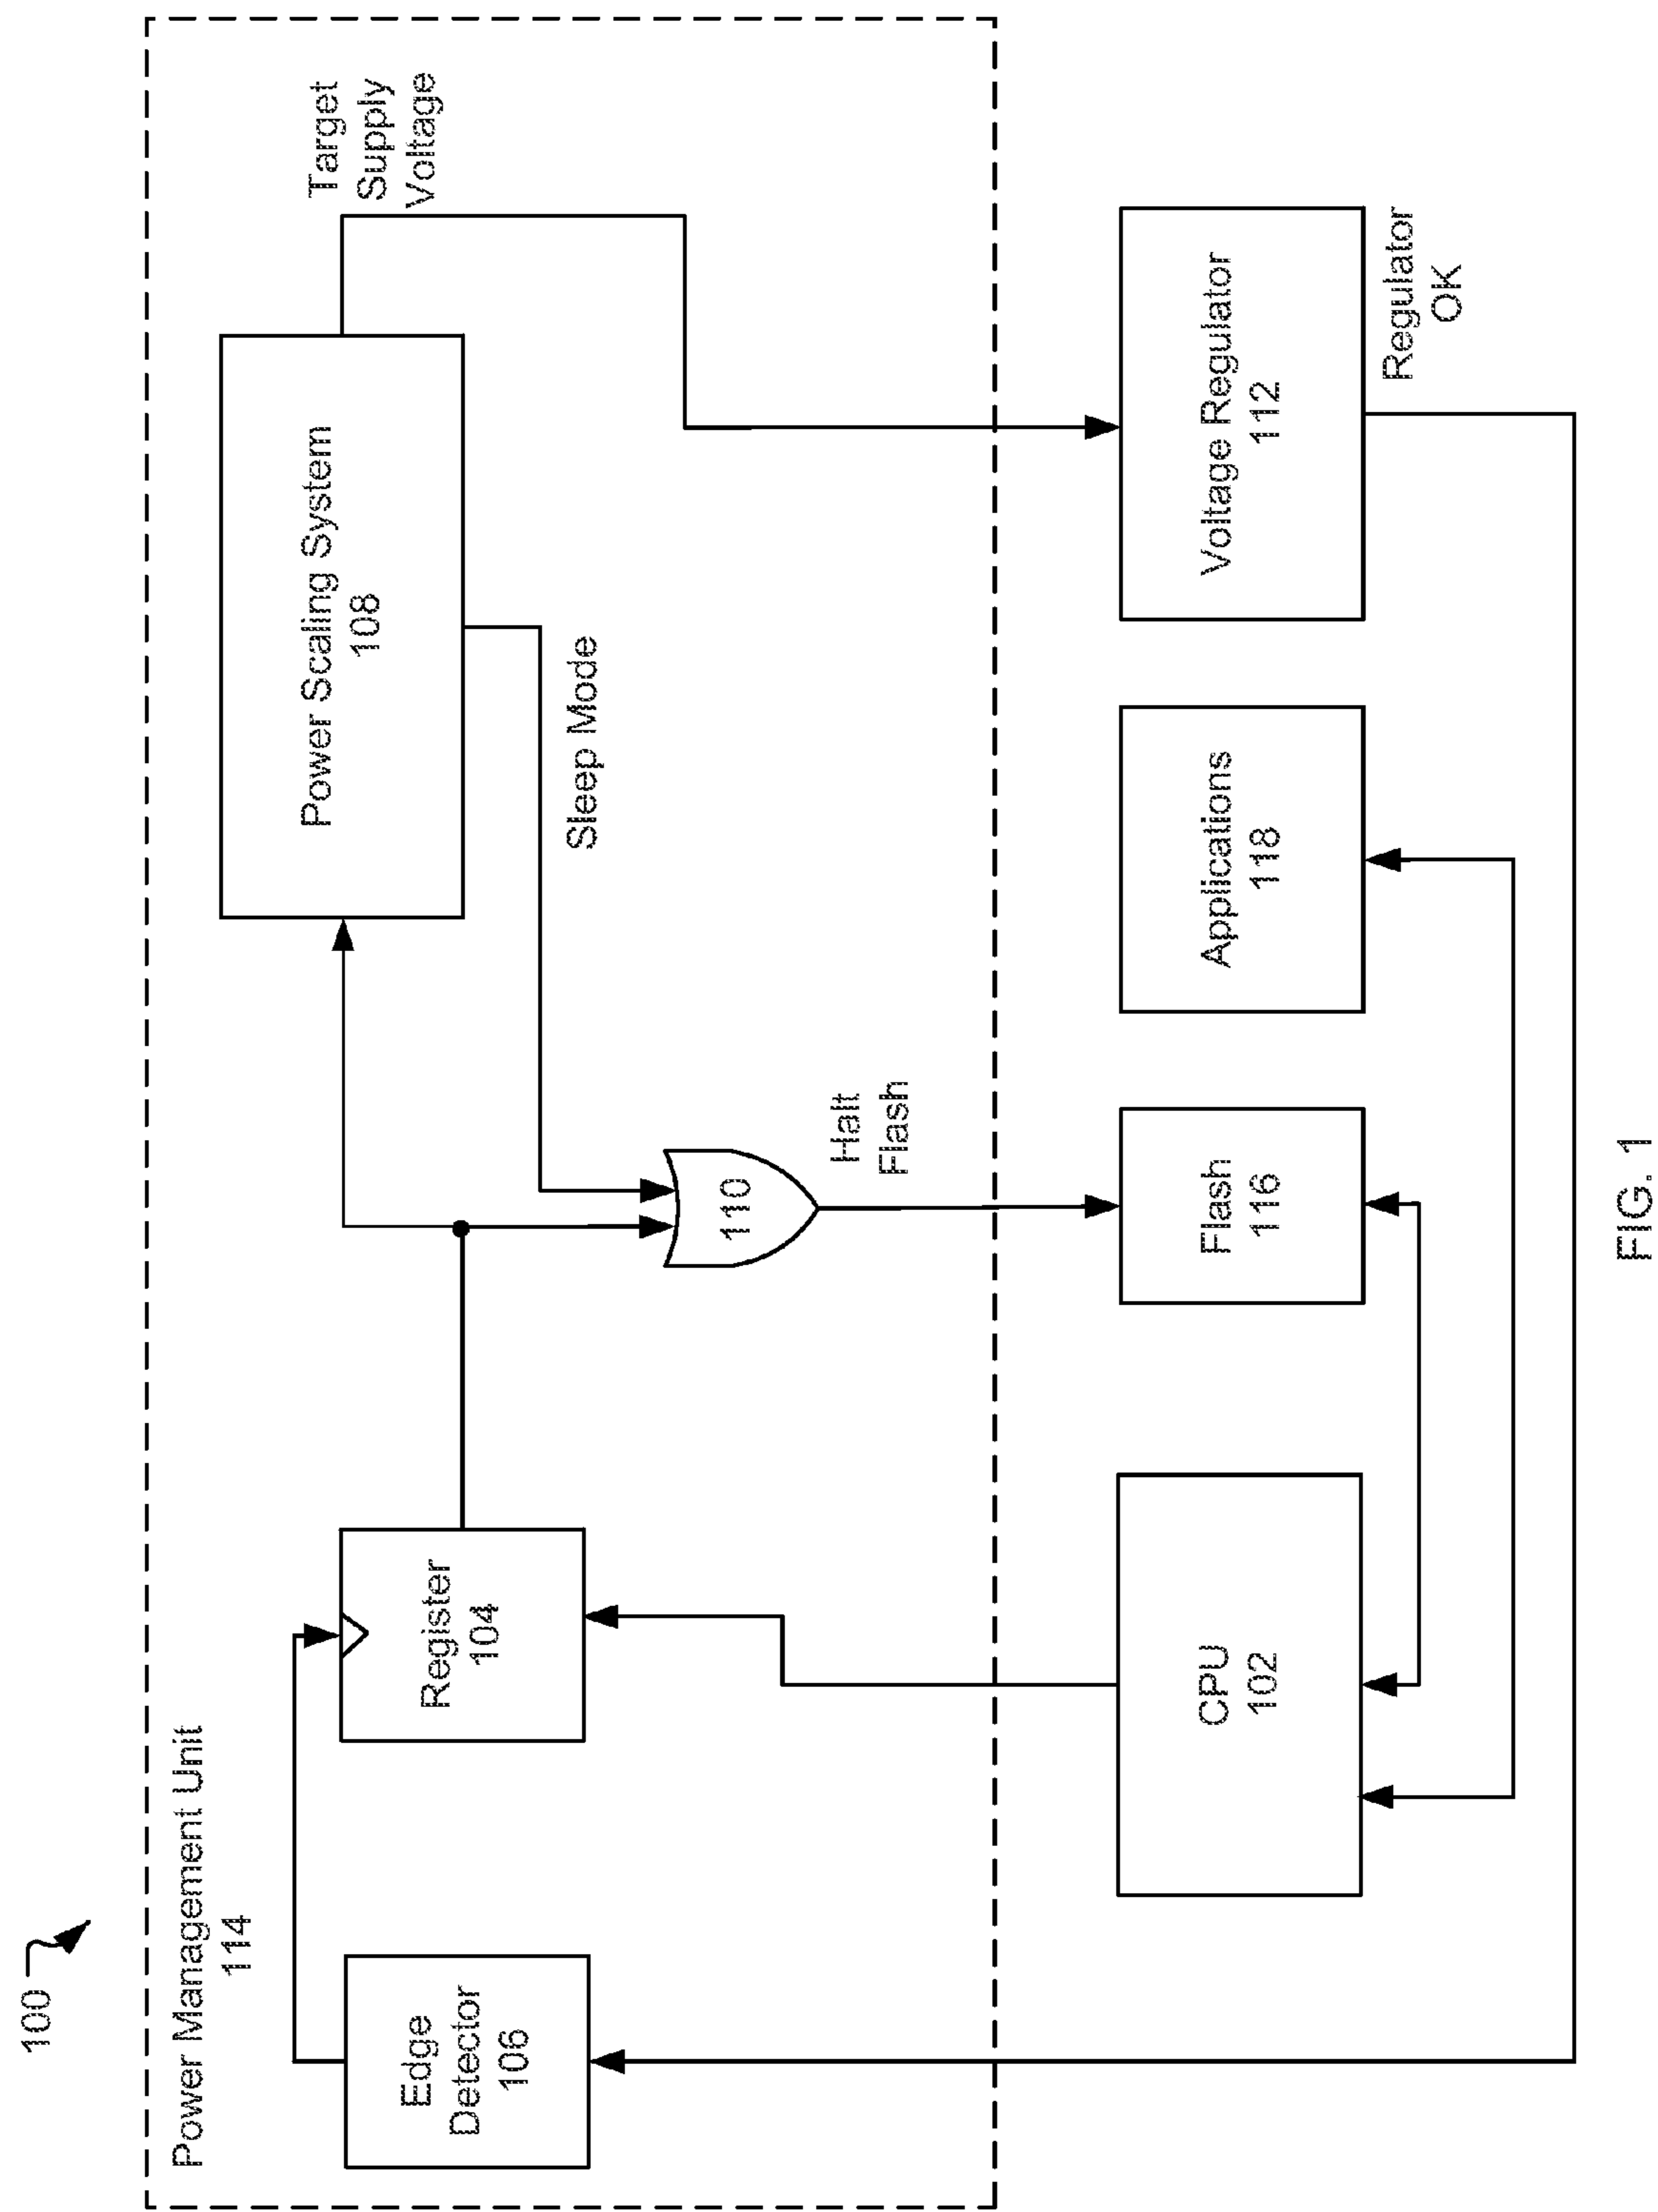 100
Power Management Unit
114
Edge
Detector
106
Register
104
Power Scaling System
108
Target
Supply
Voltage
Sleep Mode
110
Halt
Flash
CPU
102
Flash
116
Applications
118
Voltage Regulator
112
Regulator
OK
FIG. 1